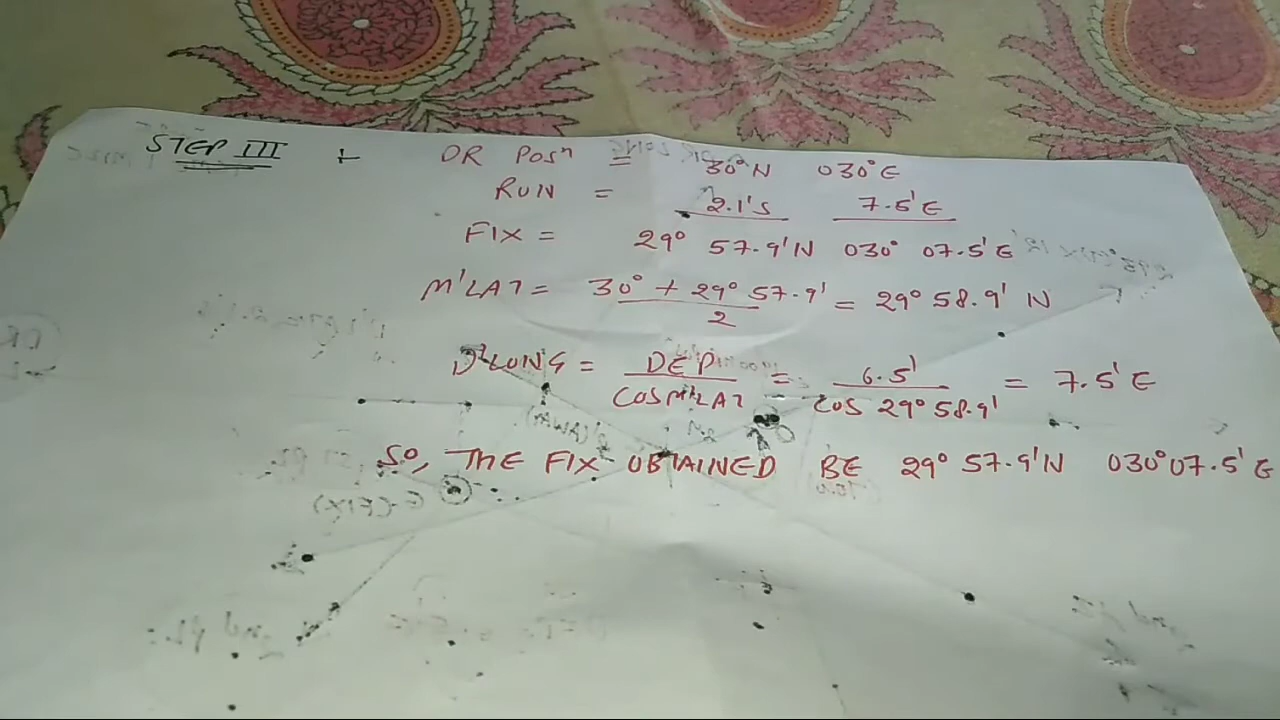 STEP III + DR POSⁿ = 30°N 030°E
RUN = 2.1'S 7.5'E
FIX = 29° 57.9'N 030° 07.5'E
M'LAT = 30° + 29° 57.9' / 2 = 29° 58.9' N
D'LONG = DEP / COS M'LAT = 6.5' / COS 29° 58.9' = 7.5'E
SO, THE FIX OBTAINED BE 29° 57.9'N 030° 07.5'E